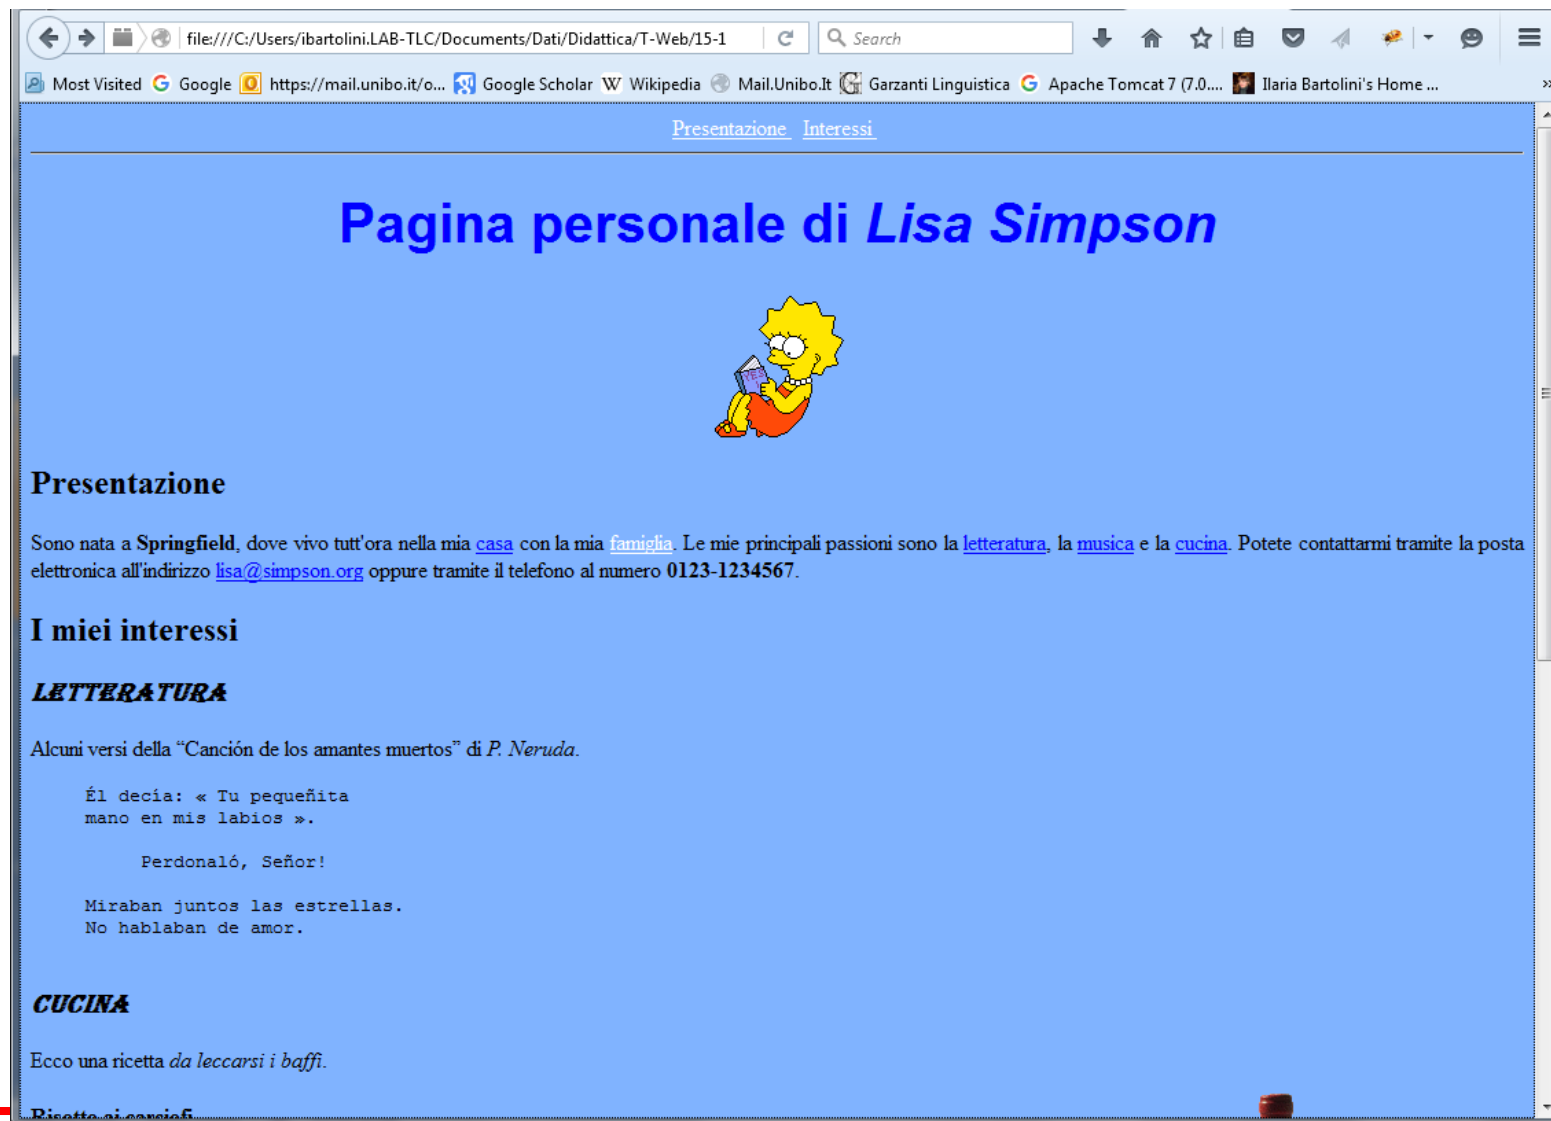 file:///C:/Users/ibartolini.LAB-TLC/Documents/Dati/Didattica/T-Web/15-1 Search
Most Visited Google https://mail.unibo.it/o... Google Scholar W Wikipedia Mail.Unibo.It Garzanti Linguistica Apache Tomcat 7 (7.0.... Ilaria Bartolini's Home ...
Presentazione Interessi
Pagina personale di Lisa Simpson
YES
Presentazione
Sono nata a Springfield, dove vivo tutt'ora nella mia casa con la mia famiglia. Le mie principali passioni sono la letteratura, la musica e la cucina. Potete contattarmi tramite la posta
elettronica all'indirizzo lisa@simpson.org oppure tramite il telefono al numero 0123-1234567.
I miei interessi
LETTERATURA
Alcuni versi della “Canción de los amantes muertos” di P. Neruda.
Él decía: « Tu pequeñita
mano en mis labios ».
Perdonaló, Señor!
Miraban juntos las estrellas.
No hablaban de amor.
CUCINA
Ecco una ricetta da leccarsi i baffi.
Risotto ai carciofi